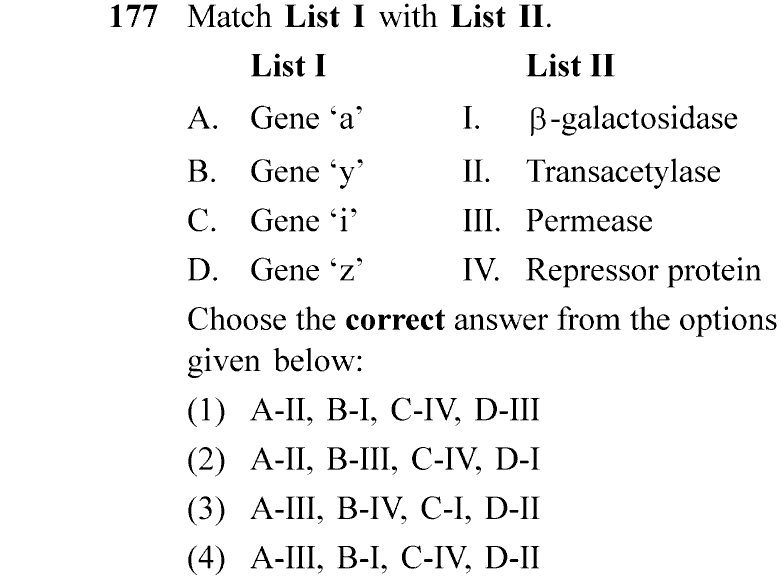 177 Match List I with List II.
List I List II
A. Gene ‘a’ I. β-galactosidase
B. Gene ‘y’ II. Transacetylase
C. Gene ‘i’ III. Permease
D. Gene ‘z’ IV. Repressor protein
Choose the correct answer from the options
given below:
(1) A-II, B-I, C-IV, D-III
(2) A-II, B-III, C-IV, D-I
(3) A-III, B-IV, C-I, D-II
(4) A-III, B-I, C-IV, D-II